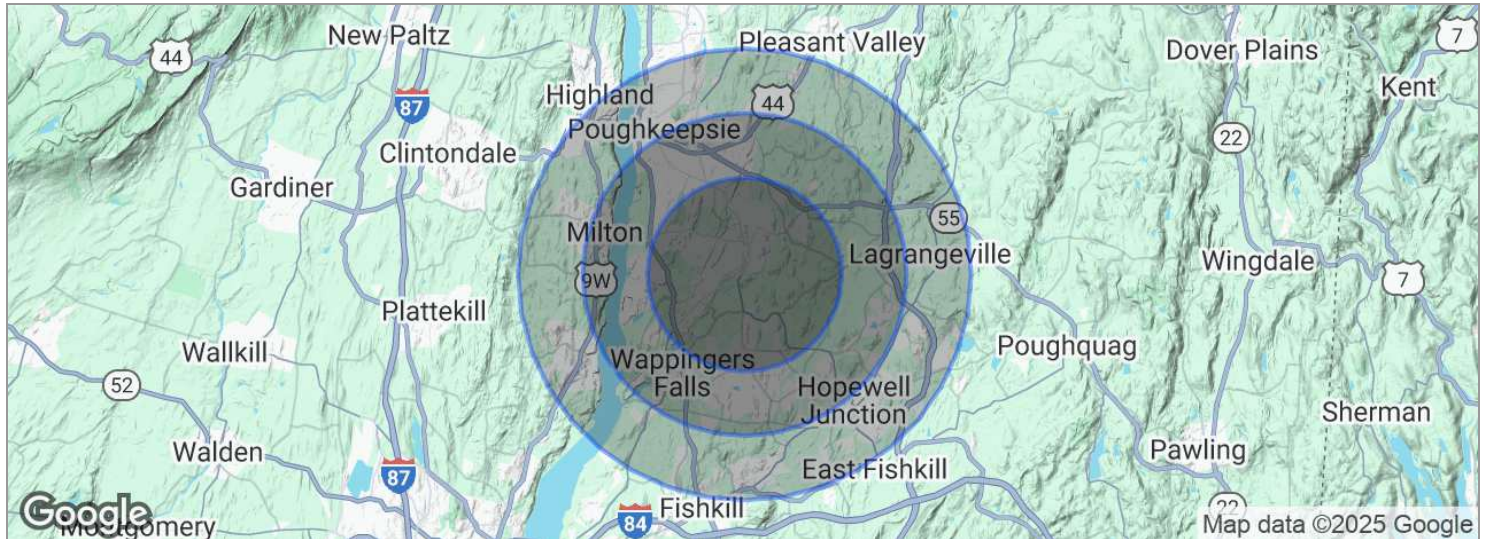 New Paltz
Pleasant Valley
7
44
Dover Plains
87
Highland
44
Kent
Poughkeepsie
22
Clintondale
Gardiner
55
Milton
Lagrangeville
9W
Wingdale
7
Plattekill
Wallkill
Poughquag
Wappingers
Falls
52
Hopewell
Junction
Sherman
Walden
Pawling
87
East Fishkill
Fishkill
22
Google
84
Montgomery
Map data ©2025 Google